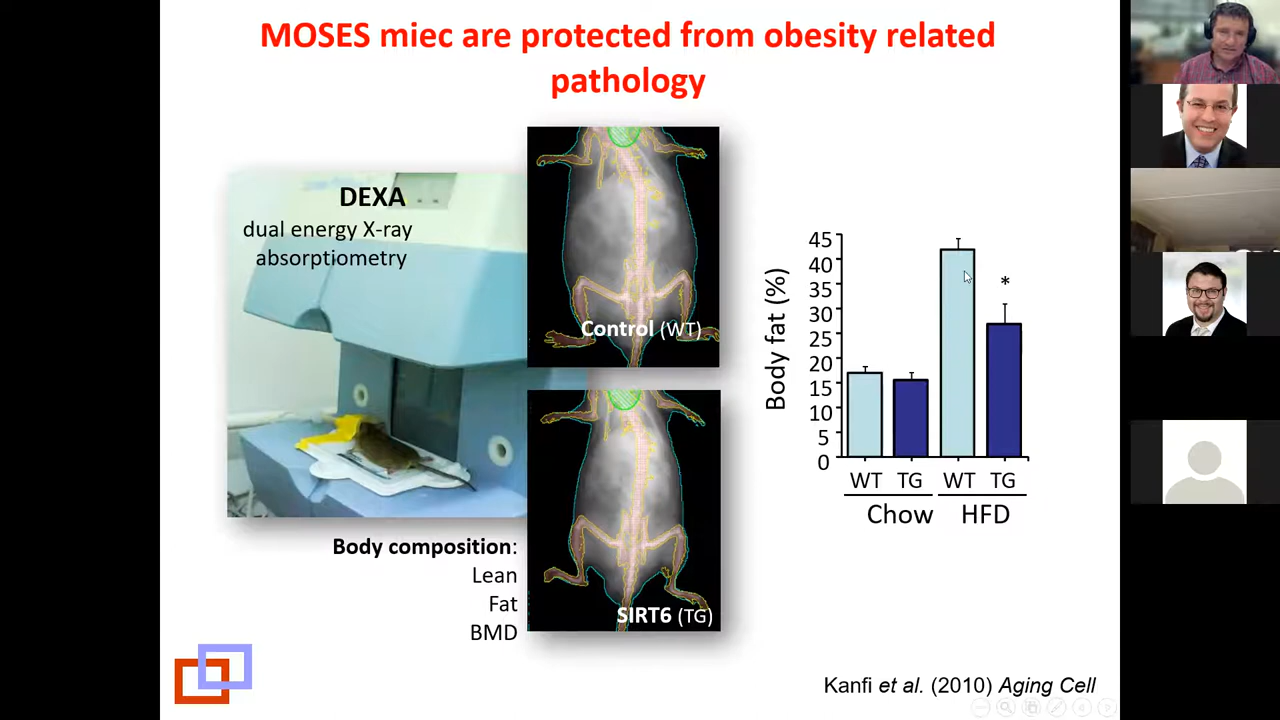 MOSES miec are protected from obesity related
pathology
DEXA
dual energy X-ray
absorptiometry
Control (WT)
SIRT6 (TG)
Body composition:
Lean
Fat
BMD
Body fat (%)
45
40
35
30
25
20
15
10
5
0
*
WT TG WT TG
Chow HFD
Kanfi et al. (2010) Aging Cell